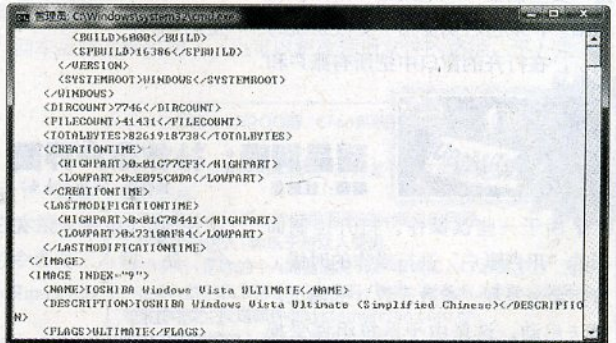 管理员: C:\Windows\system32\cmd.exe
<BUILD>6000</BUILD>
<SPBUILD>16386</SPBUILD>
</VERSION>
<SYSTEMROOT>WINDOWS</SYSTEMROOT>
</WINDOWS>
<DIRCOUNT>7746</DIRCOUNT>
<FILECOUNT>41431</FILECOUNT>
<TOTALBYTES>8261918738</TOTALBYTES>
<CREATIONTIME>
<HIGHPART>0x01C77CF3</HIGHPART>
<LOWPART>0xE095C0DA</LOWPART>
</CREATIONTIME>
<LASTMODIFICATIONTIME>
<HIGHPART>0x01C78441</HIGHPART>
<LOWPART>0x7310AF84</LOWPART>
</LASTMODIFICATIONTIME>
</IMAGE>
<IMAGE INDEX="9">
<NAME>TOSHIBA Windows Vista ULTIMATE</NAME>
<DESCRIPTION>TOSHIBA Windows Vista Ultimate (Simplified Chinese)</DESCRIPTIO
N>
<FLAGS>ULTIMATE</FLAGS>